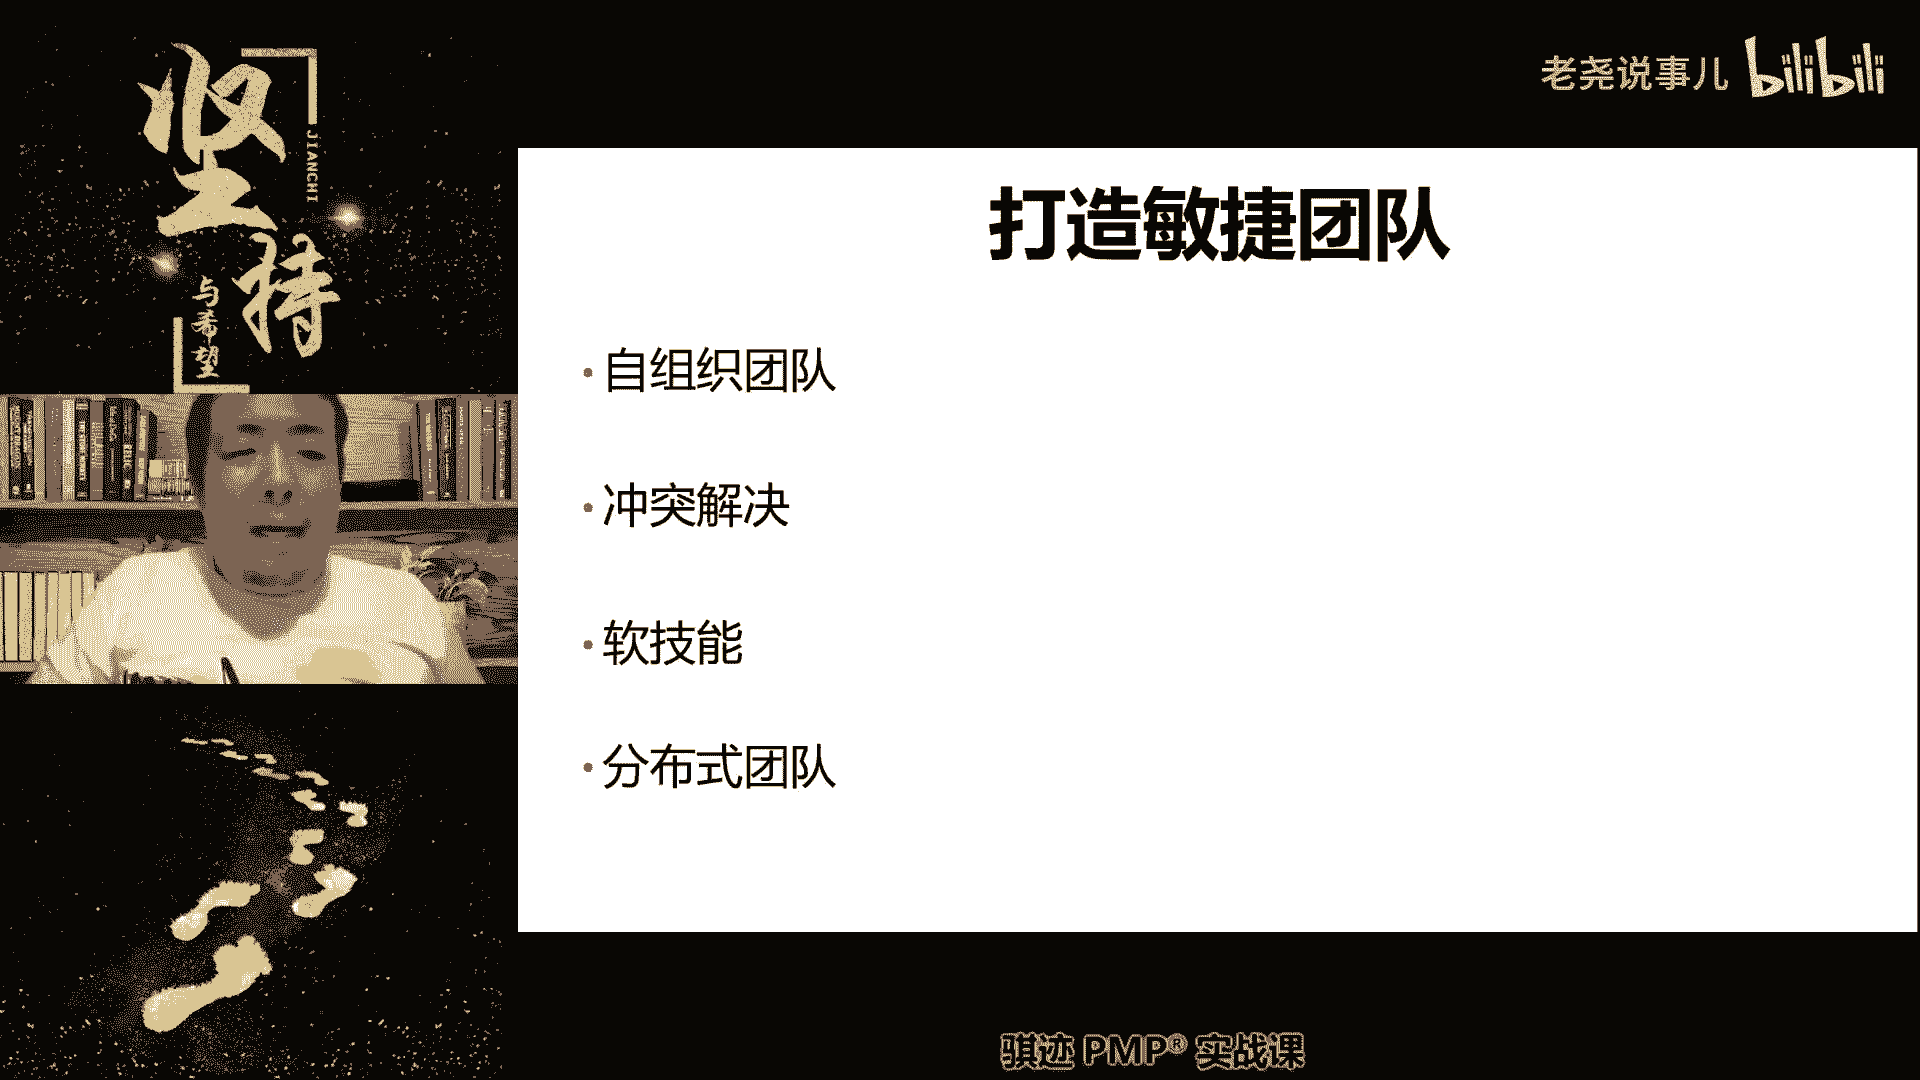 坚持
JIANCHI
与希望
老尧说事儿 bilibili
打造敏捷团队
• 自组织团队
• 冲突解决
• 软技能
• 分布式团队
骐迹 PMP® 实战课